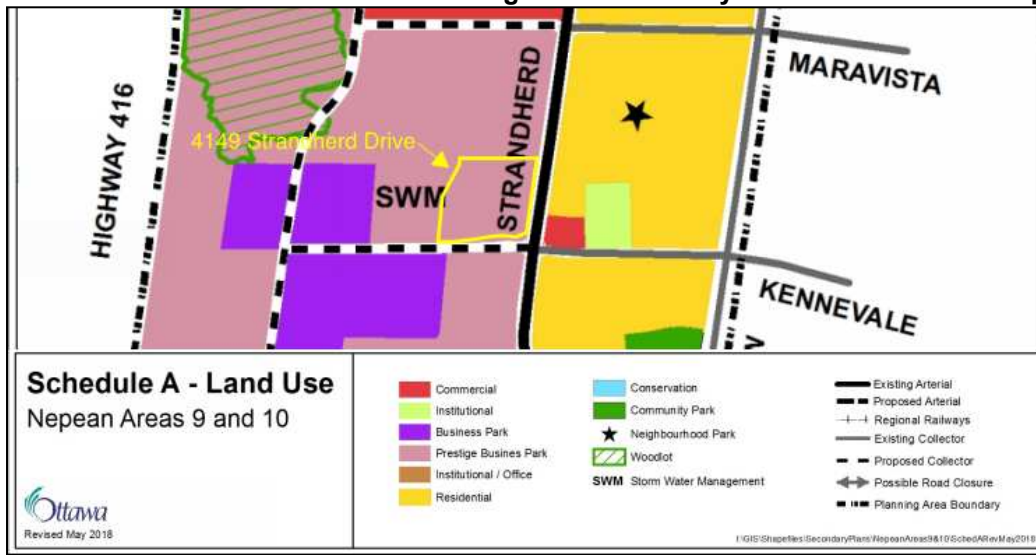 HIGHWAY 416
4149 Strandherd Drive
SWM
STRANDHERD
MARAVISTA
KENNEVALE
Schedule A - Land Use
Nepean Areas 9 and 10
Ottawa
Revised May 2018
Commercial
Institutional
Business Park
Prestige Busines Park
Institutional / Office
Residential
Conservation
Community Park
Neighbourhood Park
Woodlot
SWM Storm Water Management
Existing Arterial
Proposed Arterial
Regional Railways
Existing Collector
Proposed Collector
Possible Road Closure
Planning Area Boundary